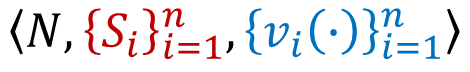 ⟨N, {S_i}_{i=1}^n, {v_i(·)}_{i=1}^n⟩